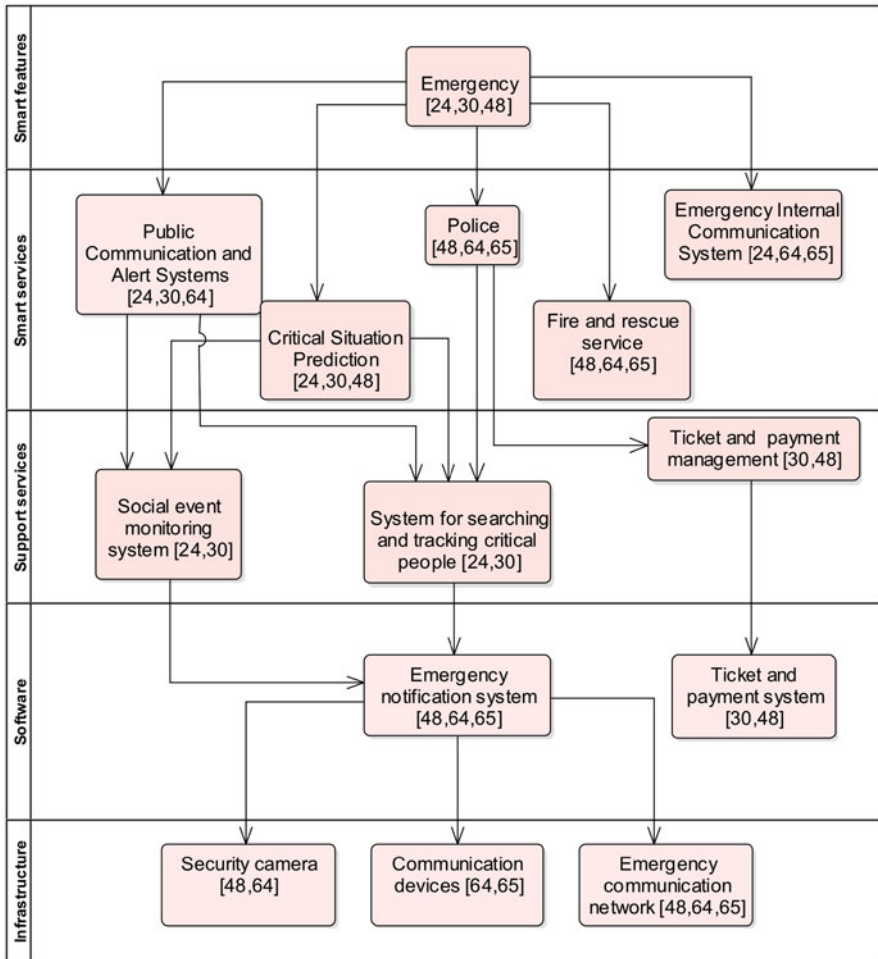 Smart features
Emergency
[24,30,48]
Smart services
Public
Communication and
Alert Systems
[24,30,64]
Police
[48,64,65]
Emergency Internal
Communication
System [24,64,65]
Critical Situation
Prediction
[24,30,48]
Fire and rescue
service
[48,64,65]
Support services
Ticket and payment
management [30,48]
Social event
monitoring
system [24,30]
System for searching
and tracking critical
people [24,30]
Software
Emergency
notification system
[48,64,65]
Ticket and
payment system
[30,48]
Infrastructure
Security camera
[48,64]
Communication
devices [64,65]
Emergency
communication
network [48,64,65]